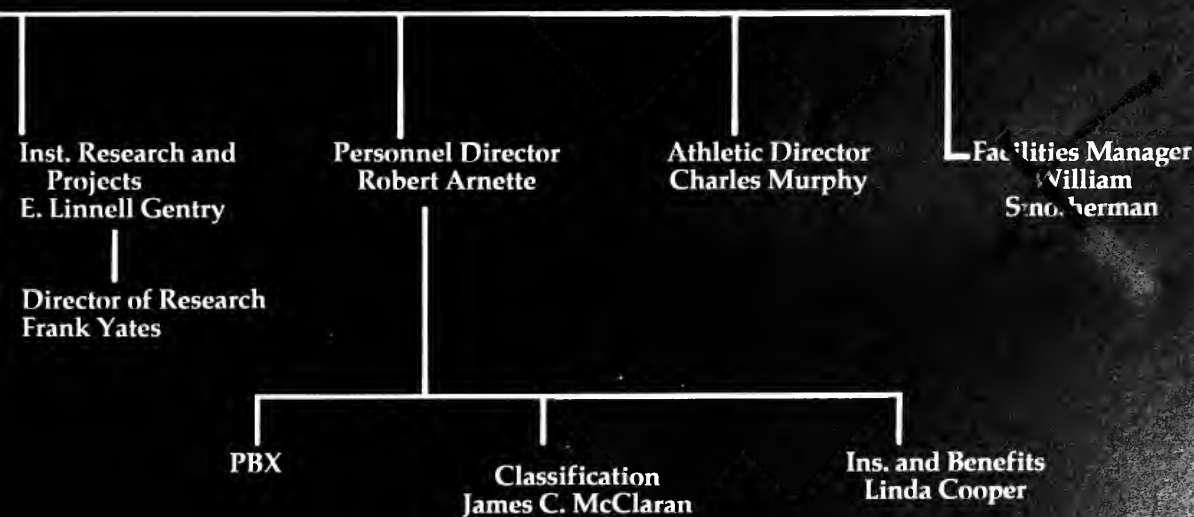 Inst. Research and
Projects
E. Linnell Gentry
Personnel Director
Robert Arnette
Athletic Director
Charles Murphy
Facilities Manager
William
Smotherman
Director of Research
Frank Yates
PBX
Classification
James C. McClaran
Ins. and Benefits
Linda Cooper